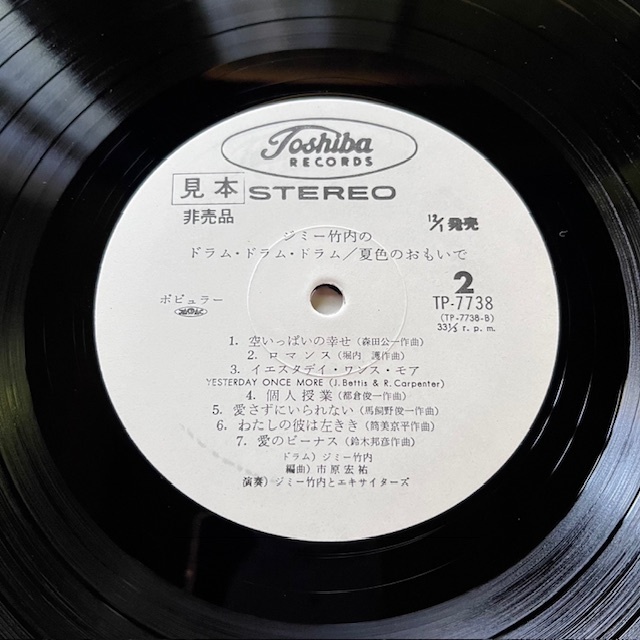 Toshiba
RECORDS
見本 STEREO
非売品
12/1 発売
ジミー竹内の
ドラム・ドラム・ドラム／夏色のおもいで
2
ポピュラー
TP-7738
(TP-7738-B)
33⅓ r. p. m.
1. 空いっぱいの幸せ (森田公一作曲)
2. ロマンス (堀内 護作曲)
3. イエスタデイ・ワンス・モア
YESTERDAY ONCE MORE (J. Bettis & R. Carpenter)
4. 個人授業 (都倉俊一作曲)
5. 愛さずにいられない (馬飼野俊一作曲)
6. わたしの彼は左きき (筒美京平作曲)
7. 愛のビーナス (鈴木邦彦作曲)
ドラム) ジミー竹内
編曲) 市原宏祐
演奏) ジミー竹内とエキサイターズ